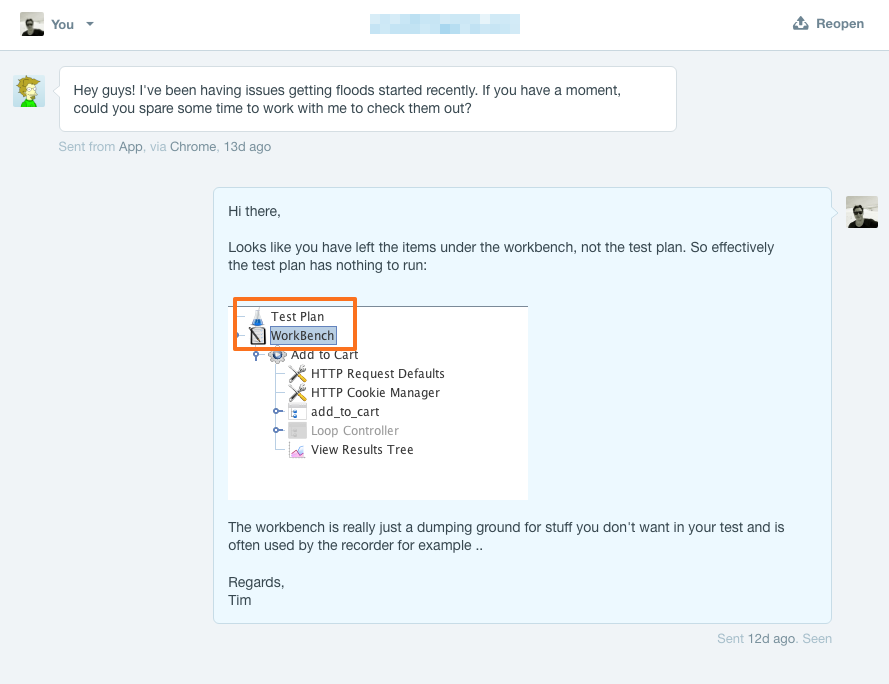 You
Reopen
Hey guys! I've been having issues getting floods started recently. If you have a moment,
could you spare some time to work with me to check them out?
Sent from App, via Chrome, 13d ago
Hi there,
Looks like you have left the items under the workbench, not the test plan. So effectively
the test plan has nothing to run:
Test Plan
WorkBench
Add to Cart
HTTP Request Defaults
HTTP Cookie Manager
add_to_cart
Loop Controller
View Results Tree
The workbench is really just a dumping ground for stuff you don't want in your test and is
often used by the recorder for example ..
Regards,
Tim
Sent 12d ago. Seen